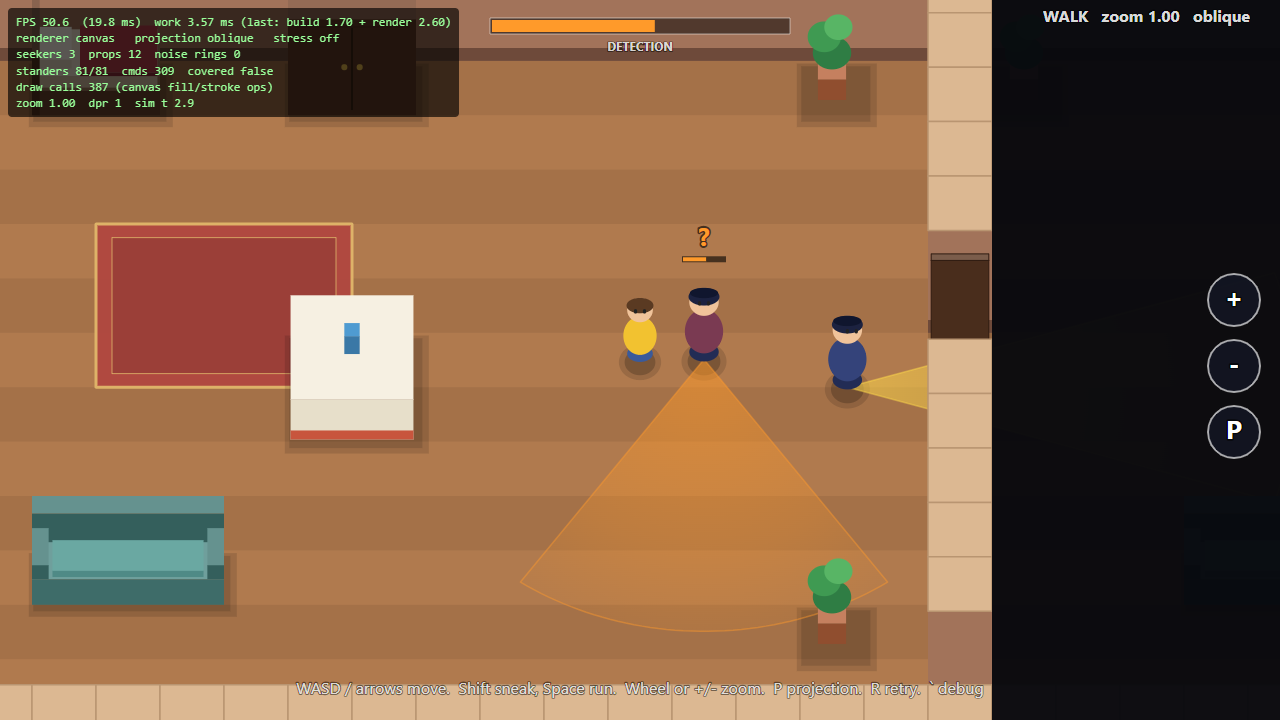 FPS 50.6 (19.8 ms) work 3.57 ms (last: build 1.70 + render 2.60)
renderer canvas projection oblique stress off
seekers 3 props 12 noise rings 0
standers 81/81 cmds 309 covered false
draw calls 387 (canvas fill/stroke ops)
zoom 1.00 dpr 1 sim t 2.9
DETECTION
WALK zoom 1.00 oblique
?
+
-
P
WASD / arrows move. Shift sneak, Space run. Wheel or +/- zoom. P projection. R retry. ` debug